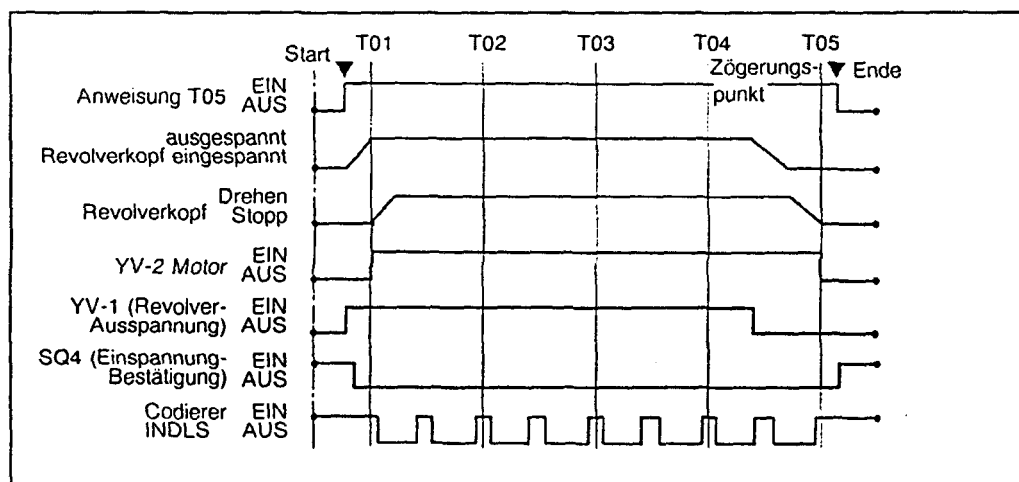 T01 T02 T03 T04 T05
Start Zögerungs- Ende
punkt
Anweisung T05 EIN
AUS
ausgespannt
Revolverkopf eingespannt
Revolverkopf Drehen
Stopp
YV-2 Motor EIN
AUS
YV-1 (Revolver- EIN
Ausspannung) AUS
SQ4 (Einspannung- EIN
Bestätigung) AUS
Codierer EIN
INDLS AUS